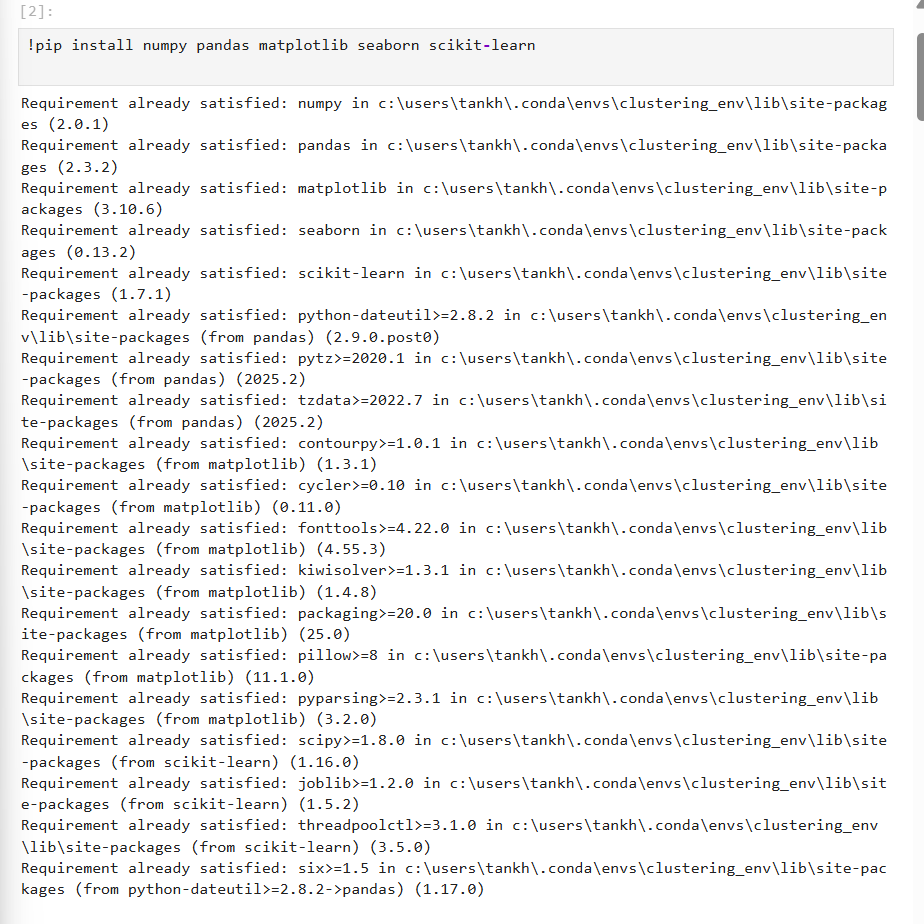 [2]:
!pip install numpy pandas matplotlib seaborn scikit-learn
Requirement already satisfied: numpy in c:\users\tankh\.conda\envs\clustering_env\lib\site-packag
es (2.0.1)
Requirement already satisfied: pandas in c:\users\tankh\.conda\envs\clustering_env\lib\site-packa
ges (2.3.2)
Requirement already satisfied: matplotlib in c:\users\tankh\.conda\envs\clustering_env\lib\site-p
ackages (3.10.6)
Requirement already satisfied: seaborn in c:\users\tankh\.conda\envs\clustering_env\lib\site-pack
ages (0.13.2)
Requirement already satisfied: scikit-learn in c:\users\tankh\.conda\envs\clustering_env\lib\site
-packages (1.7.1)
Requirement already satisfied: python-dateutil>=2.8.2 in c:\users\tankh\.conda\envs\clustering_en
v\lib\site-packages (from pandas) (2.9.0.post0)
Requirement already satisfied: pytz>=2020.1 in c:\users\tankh\.conda\envs\clustering_env\lib\site
-packages (from pandas) (2025.2)
Requirement already satisfied: tzdata>=2022.7 in c:\users\tankh\.conda\envs\clustering_env\lib\si
te-packages (from pandas) (2025.2)
Requirement already satisfied: contourpy>=1.0.1 in c:\users\tankh\.conda\envs\clustering_env\lib
\site-packages (from matplotlib) (1.3.1)
Requirement already satisfied: cycler>=0.10 in c:\users\tankh\.conda\envs\clustering_env\lib\site
-packages (from matplotlib) (0.11.0)
Requirement already satisfied: fonttools>=4.22.0 in c:\users\tankh\.conda\envs\clustering_env\lib
\site-packages (from matplotlib) (4.55.3)
Requirement already satisfied: kiwisolver>=1.3.1 in c:\users\tankh\.conda\envs\clustering_env\lib
\site-packages (from matplotlib) (1.4.8)
Requirement already satisfied: packaging>=20.0 in c:\users\tankh\.conda\envs\clustering_env\lib\s
ite-packages (from matplotlib) (25.0)
Requirement already satisfied: pillow>=8 in c:\users\tankh\.conda\envs\clustering_env\lib\site-pa
ckages (from matplotlib) (11.1.0)
Requirement already satisfied: pyparsing>=2.3.1 in c:\users\tankh\.conda\envs\clustering_env\lib
\site-packages (from matplotlib) (3.2.0)
Requirement already satisfied: scipy>=1.8.0 in c:\users\tankh\.conda\envs\clustering_env\lib\site
-packages (from scikit-learn) (1.16.0)
Requirement already satisfied: joblib>=1.2.0 in c:\users\tankh\.conda\envs\clustering_env\lib\sit
e-packages (from scikit-learn) (1.5.2)
Requirement already satisfied: threadpoolctl>=3.1.0 in c:\users\tankh\.conda\envs\clustering_env
\lib\site-packages (from scikit-learn) (3.5.0)
Requirement already satisfied: six>=1.5 in c:\users\tankh\.conda\envs\clustering_env\lib\site-pac
kages (from python-dateutil>=2.8.2->pandas) (1.17.0)